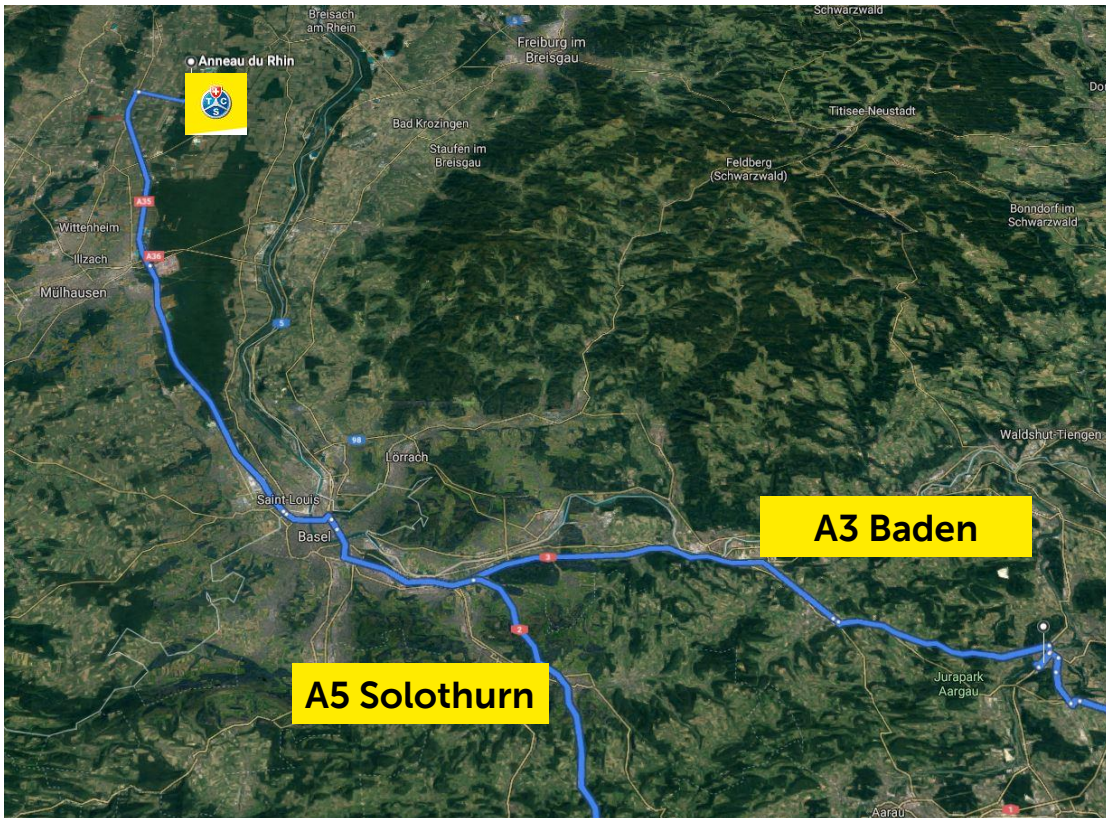 Schwarzwald
Breisach
am Rhein
5
Freiburg im
Breisgau
Anneau du Rhin
TCS
Titisee-Neustadt
Bad Krozingen
Staufen im
Breisgau
Feldberg
(Schwarzwald)
A35
Bonndorf im
Schwarzwald
Wittenheim
Illzach
A36
Mülhausen
5
98
Lörrach
Waldshut-Tiengen
Saint-Louis
Basel
A3 Baden
3
2
A5 Solothurn
Jurapark
Aargau
Aarau
1